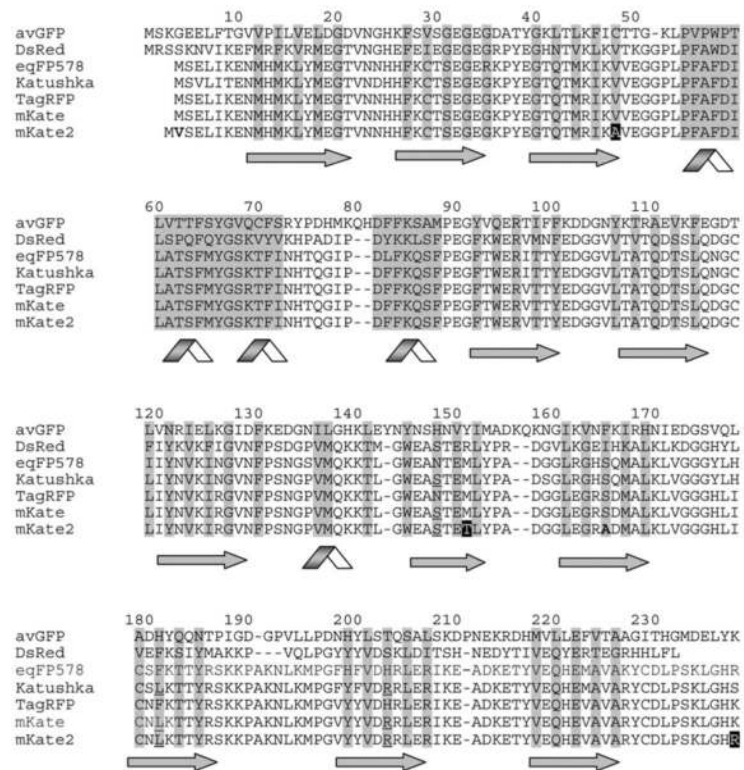 10 20 30 40 50
avGFP MSKGEELFTGVVPILVELDGDVNGHKFSVSGEGEGDATYGKLTLKFICTTG-KLPVPWPT
DsRed MRSSKNVIKEFMRFKVRMEGTVNGHEFEIEGEGEGRPYEGHNTVKLKVTKGGPLPFAWDI
eqFP578 MSELIKENMHMKLYMEGTVNNHHFKCTSEGERKPYEGTQTMKIKVVEGGPLPFAFDI
Katushka MSVLITENMHMKLYMEGTVNDHHFKCTSEGEGKPYEGTQTMKIKVVEGGPLPFAFDI
TagRFP MSELIKENMHMKLYMEGTVNNHHFKCTSEGEGKPYEGTQTMRIKVVEGGPLPFAFDI
mKate MSELIKENMHMKLYMEGTVNNHHFKCTSEGEGKPYEGTQTMRIKVVEGGPLPFAFDI
mKate2 MVSELIKENMHMKLYMEGTVNNHHFKCTSEGEGKPYEGTQTMRIKAVEGGPLPFAFDI
60 70 80 90 100 110
avGFP LVTTFSYGVQCFSRYPDHMKQHDFFKSAMPEGYVQERTIFFKDDGNYKTRAEVKFEGDT
DsRed LSPQFQYGSKVYVKHPADIP--DYKKLSFPEGFKWERVMNFEDGGVVTVTQDSSLQDGC
eqFP578 LATSFMYGSKTFINHTQGIP--DLFKQSFPEGFTWERITTYEDGGVLTATQDTSLQNGC
Katushka LATSFMYGSKTFINHTQGIP--DFFKQSFPEGFTWERITTYEDGGVLTATQDTSLQNGC
TagRFP LATSFMYGSRTFINHTQGIP--DFFKQSFPEGFTWERVTTYEDGGVLTATQDTSLQDGC
mKate LATSFMYGSKTFINHTQGIP--DFFKQSFPEGFTWERVTTYEDGGVLTATQDTSLQDGC
mKate2 LATSFMYGSKTFINHTQGIP--DFFKQSFPEGFTWERVTTYEDGGVLTATQDTSLQDGC
120 130 140 150 160 170
avGFP LVNRIELKGIDFKEDGNILGHKLEYNYNSHNVYIMADKQKNGIKVNFKIRHNIEDGSVQL
DsRed FIYKVKFIGVNFPSDGPVMQKKTM-GWEASTERLYPR--DGVLKGEIHKALKLKDGGHYL
eqFP578 IIYNVKINGVNFPSNGSVMQKKTL-GWEANTEMLYPA--DGGLRGHSQMALKLVGGGYLH
Katushka LIYNVKINGVNFPSNGPVMQKKTL-GWEASTEMLYPA--DSGLRGHSQMALKLVGGGYLH
TagRFP LIYNVKIRGVNFPSNGPVMQKKTL-GWEANTEMLYPA--DGGLEGRSDMALKLVGGGHLI
mKate LIYNVKIRGVNFPSNGPVMQKKTL-GWEASTEMLYPA--DGGLEGRSDMALKLVGGGHLI
mKate2 LIYNVKIRGVNFPSNGPVMQKKTL-GWEASTETLYPA--DGGLEGRADMALKLVGGGHLI
180 190 200 210 220 230
avGFP ADHYQQNTPIGD-GPVLLPDNHYLSTQSALSKDPNEKRDHMVLLEFVTAAGITHGMDELYK
DsRed VEFKSIYMAKKP---VQLPGYYYVDSKLDITSH-NEDYTIVEQYERTEGRHHLFL
eqFP578 CSFKTTYRSKKPAKNLKMPGFHFVDHRLERIKE-ADKETYVEQHEMAVAKYCDLPSKLGHR
Katushka CSLKTTYRSKKPAKNLKMPGFYFVDRRLERIKE-ADKETYVEQHEMAVARYCDLPSKLGHS
TagRFP CNFKTTYRSKKPAKNLKMPGVYYVDHRLERIKE-ADKETYVEQHEVAVARYCDLPSKLGHK
mKate CNLKTTYRSKKPAKNLKMPGVYYVDRRLERIKE-ADKETYVEQHEVAVARYCDLPSKLGHK
mKate2 CNLKTTYRSKKPAKNLKMPGVYYVDRRLERIKE-ADKETYVEQHEVAVARYCDLPSKLGHR